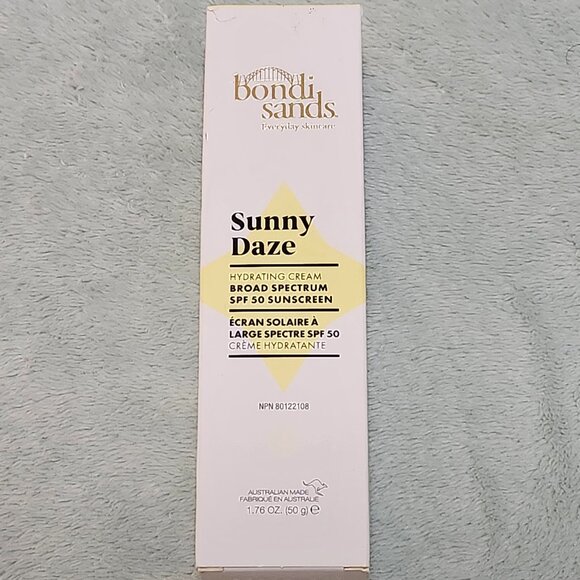 bondi
sands.
Everyday skincare
Sunny
Daze
HYDRATING CREAM
BROAD SPECTRUM
SPF 50 SUNSCREEN
ÉCRAN SOLAIRE À
LARGE SPECTRE SPF 50
CRÈME HYDRATANTE
NPN 80122108
AUSTRALIAN MADE
FABRIQUÉ EN AUSTRALIE
1.76 OZ. (50 g) ℮